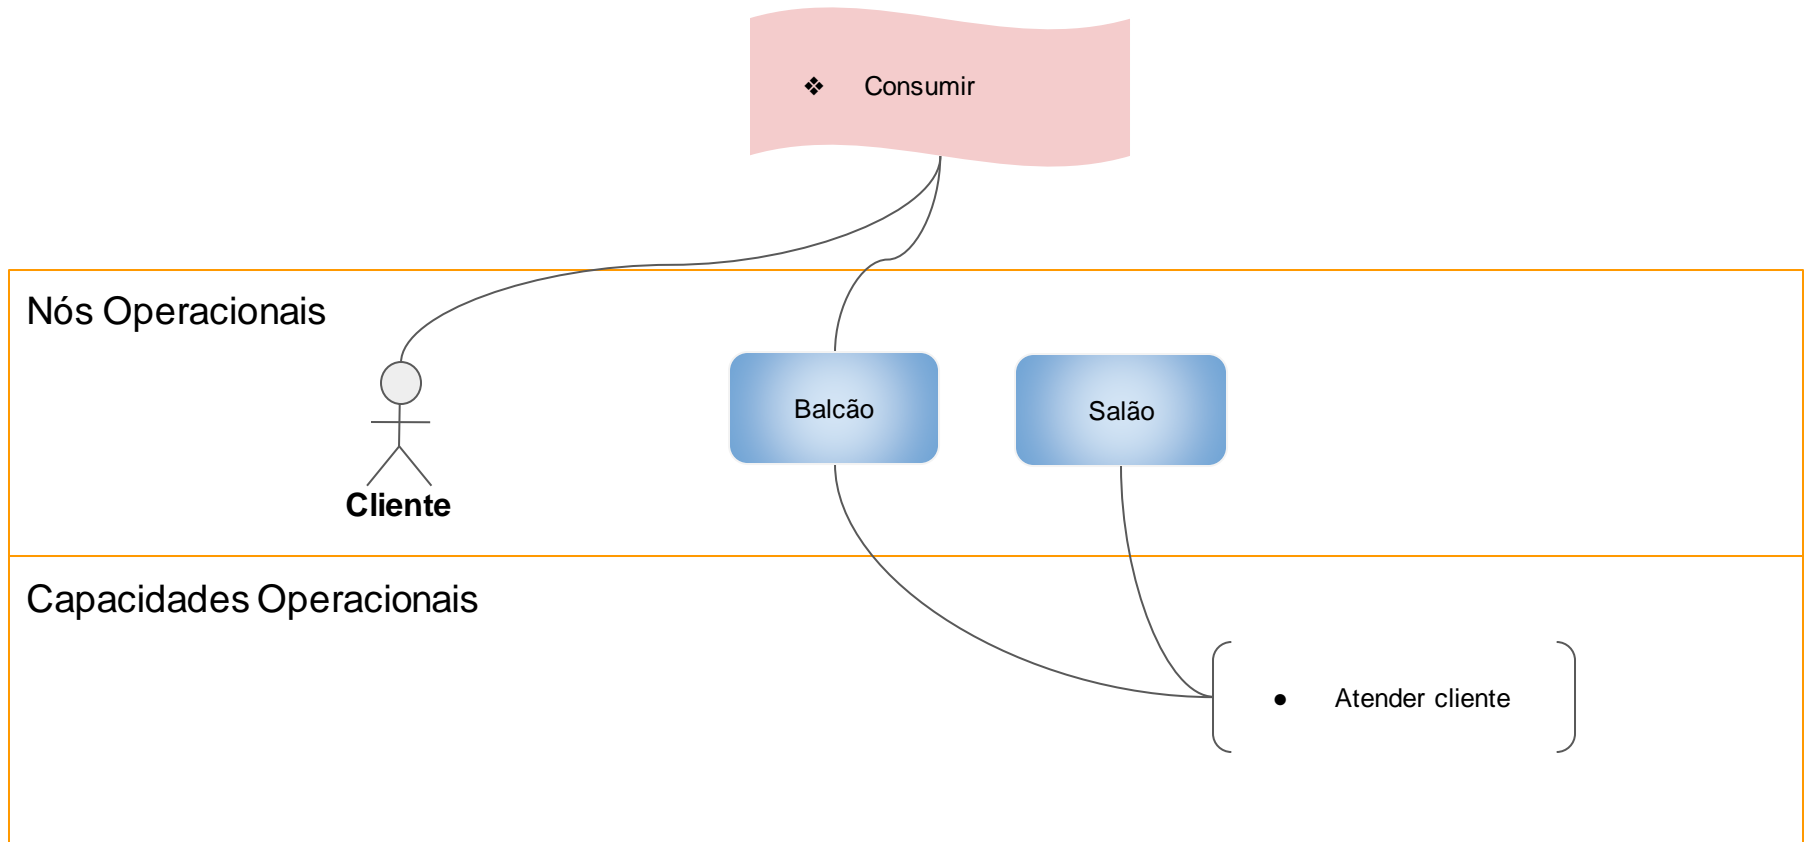 ❖ Consumir
Nós Operacionais
Balcão
Salão
Cliente
Capacidades Operacionais
● Atender cliente